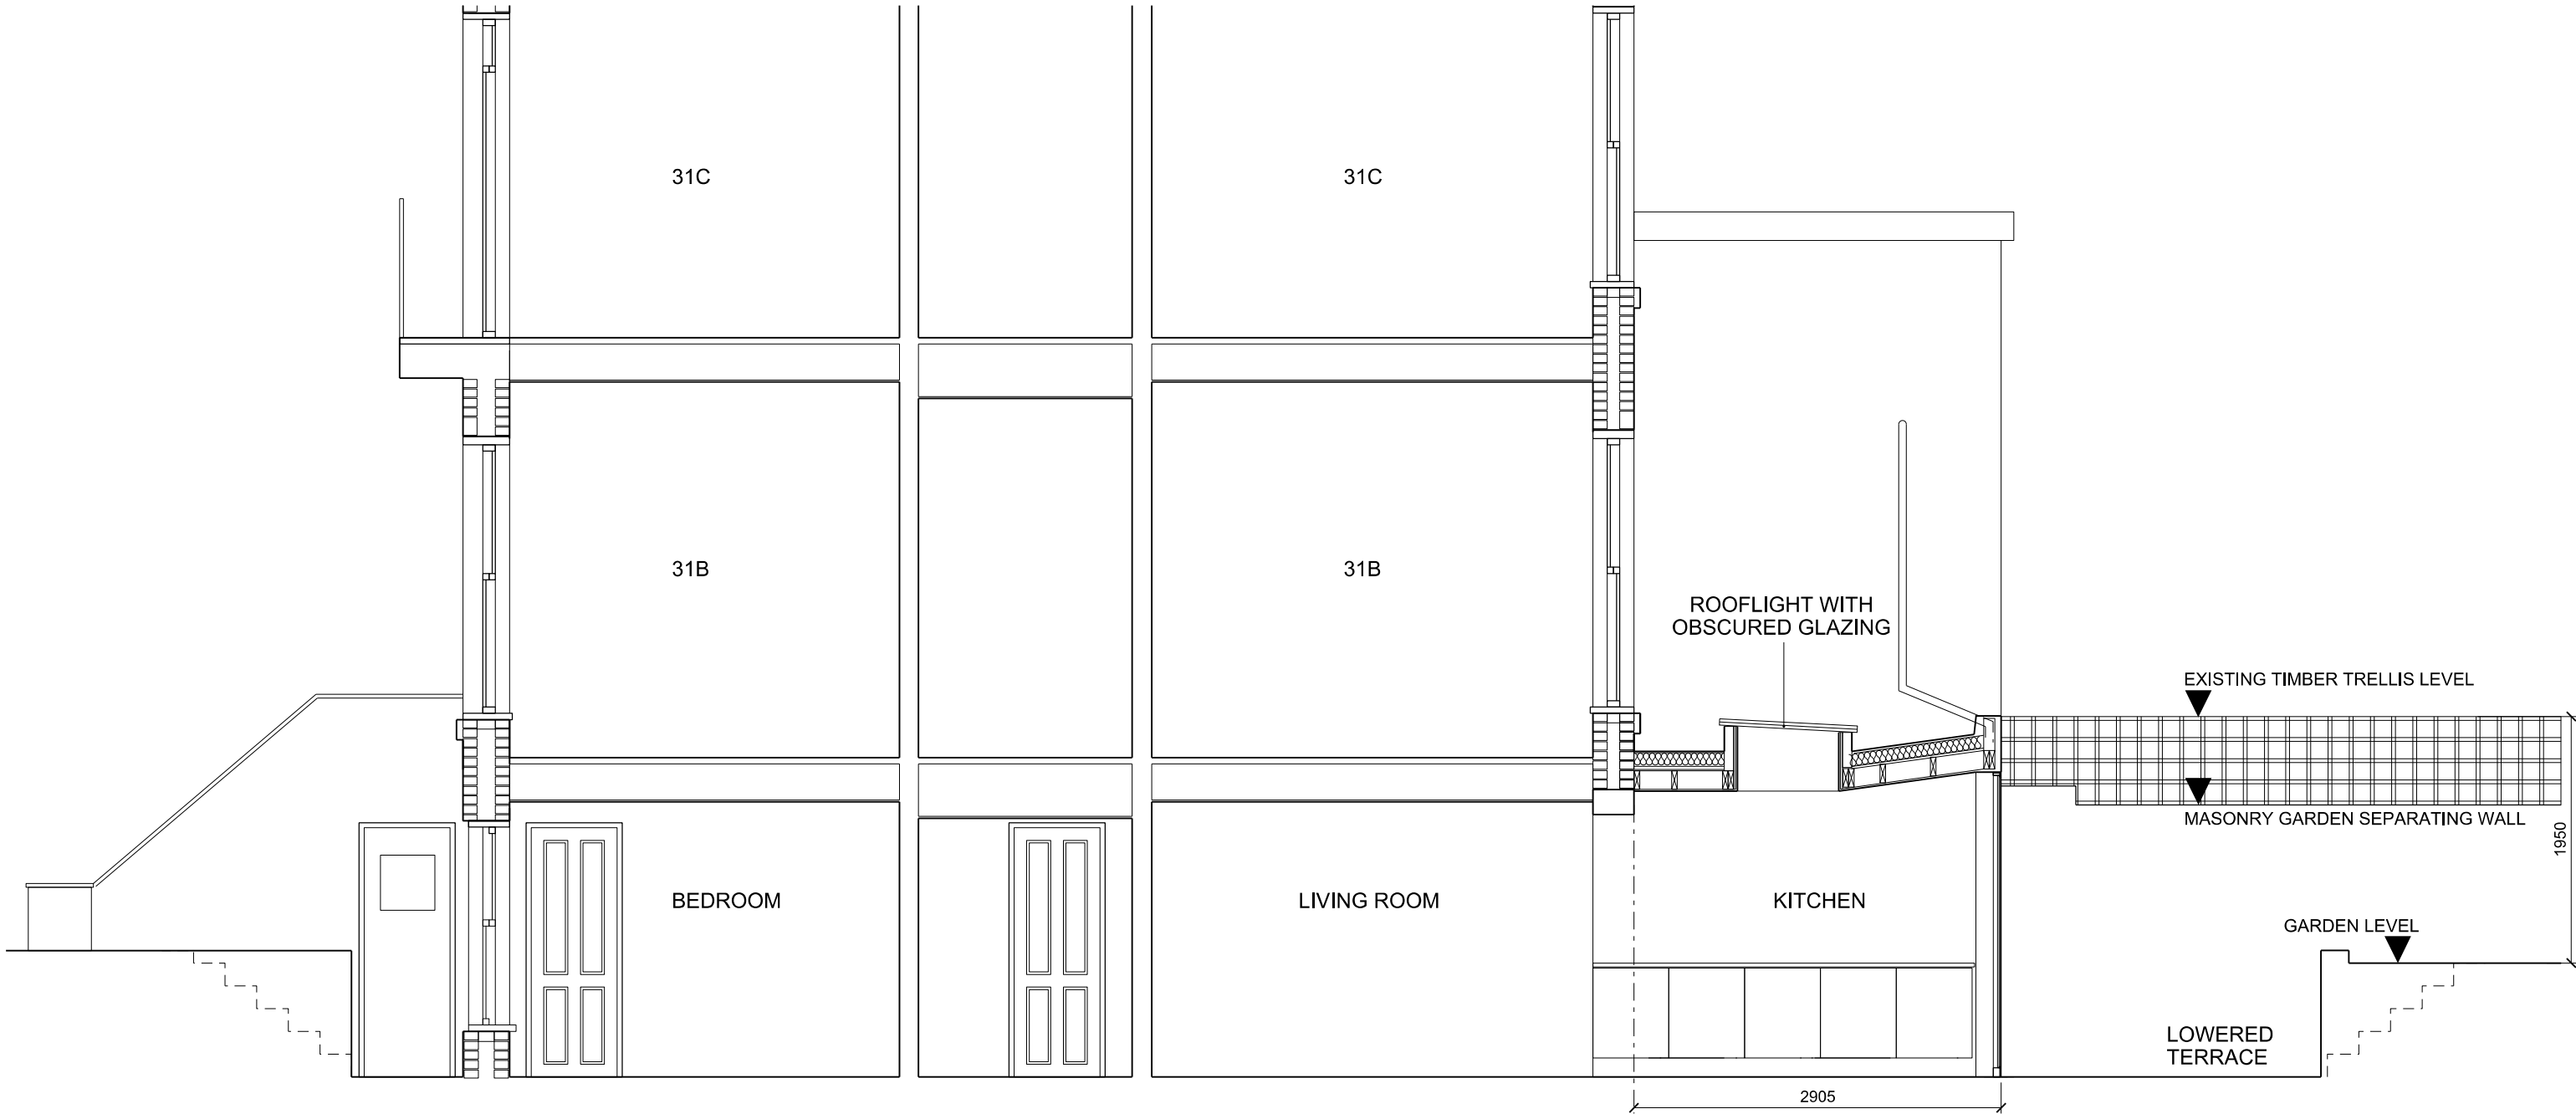 31C
31C
31B
31B
ROOFLIGHT WITH
OBSCURED GLAZING
EXISTING TIMBER TRELLIS LEVEL
MASONRY GARDEN SEPARATING WALL
1950
BEDROOM
LIVING ROOM
KITCHEN
GARDEN LEVEL
LOWERED
TERRACE
2905